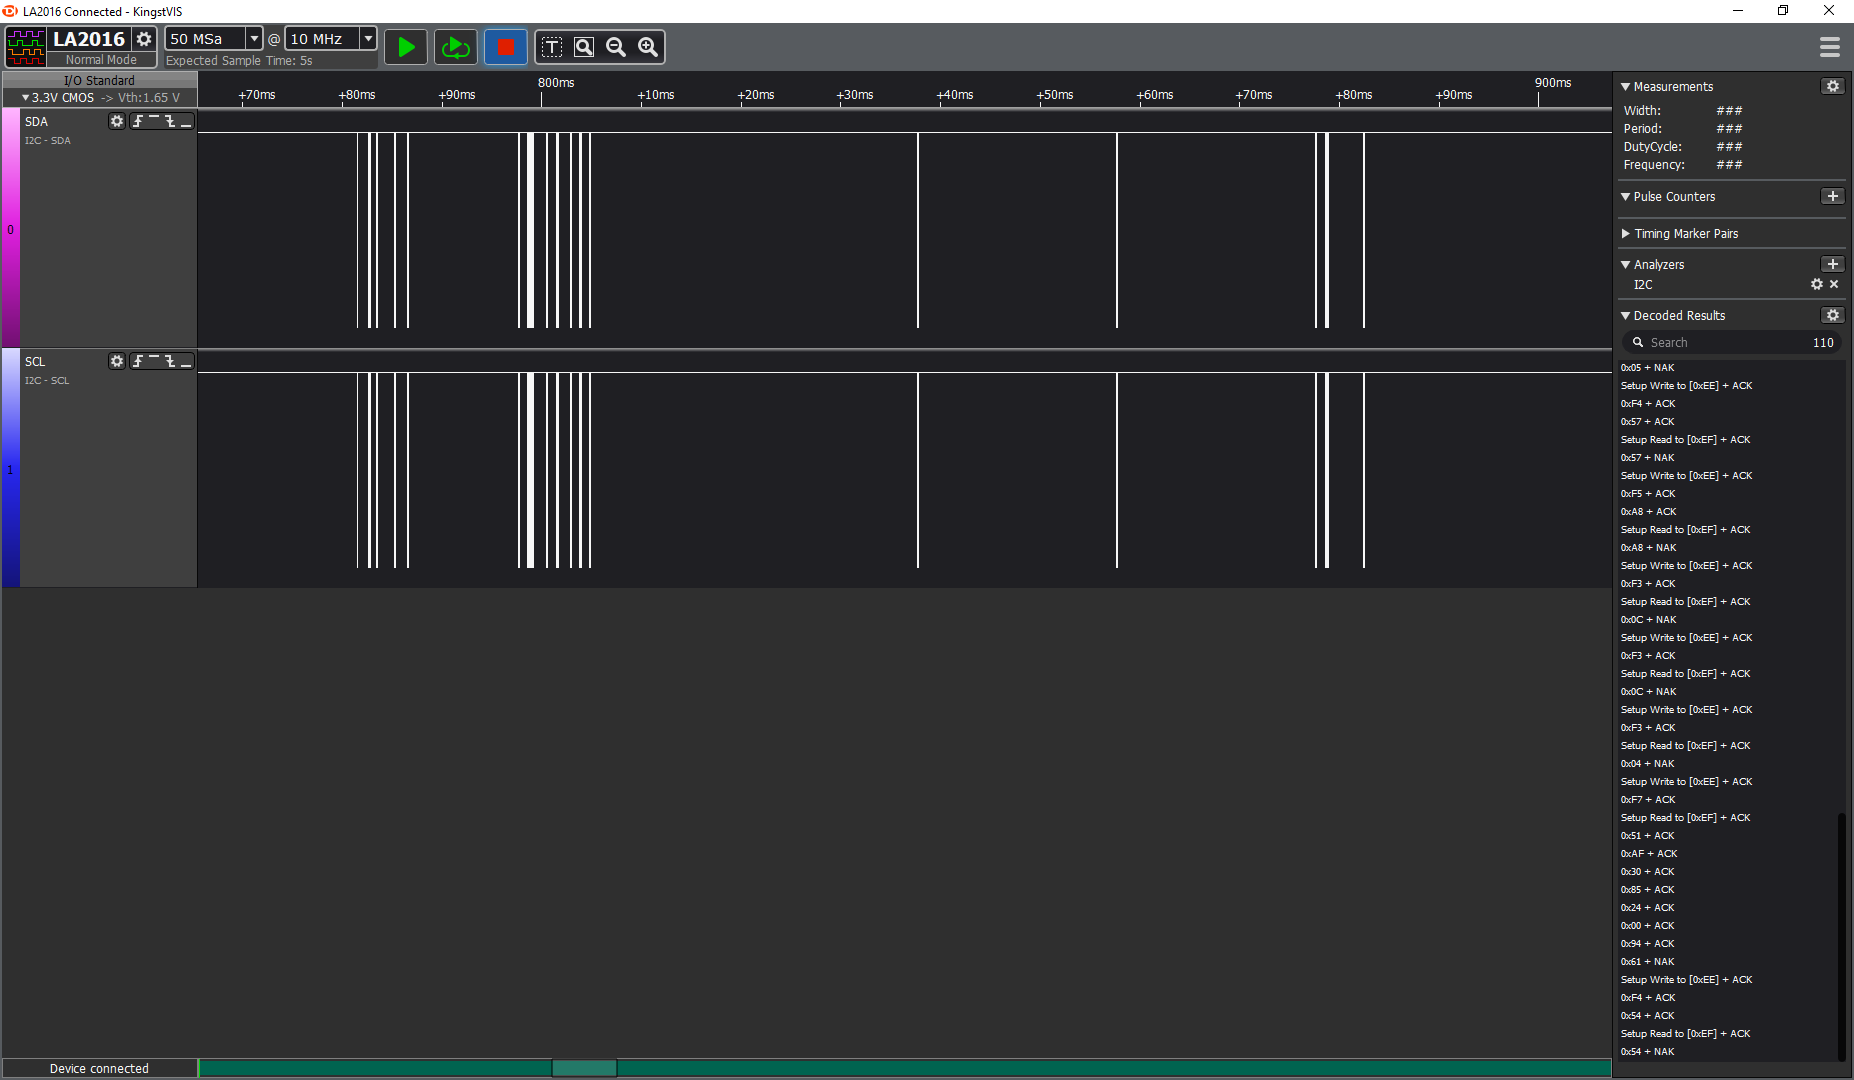 LA2016 Connected - KingstVIS
LA2016
Normal Mode
50 MSa @ 10 MHz
Expected Sample Time: 5s
T
I/O Standard
3.3V CMOS -> Vth:1.65 V
+70ms +80ms +90ms 800ms +10ms +20ms +30ms +40ms +50ms +60ms +70ms +80ms +90ms 900ms
0
SDA
I2C - SDA
1
SCL
I2C - SCL
Measurements
Width: ###
Period: ###
DutyCycle: ###
Frequency: ###
Pulse Counters
Timing Marker Pairs
Analyzers
I2C
Decoded Results
Search 110
0x05 + NAK
Setup Write to [0xEE] + ACK
0xF4 + ACK
0x57 + ACK
Setup Read to [0xEF] + ACK
0x57 + NAK
Setup Write to [0xEE] + ACK
0xF5 + ACK
0xA8 + ACK
Setup Read to [0xEF] + ACK
0xA8 + NAK
Setup Write to [0xEE] + ACK
0xF3 + ACK
Setup Read to [0xEF] + ACK
0x0C + NAK
Setup Write to [0xEE] + ACK
0xF3 + ACK
Setup Read to [0xEF] + ACK
0x0C + NAK
Setup Write to [0xEE] + ACK
0xF3 + ACK
Setup Read to [0xEF] + ACK
0x04 + NAK
Setup Write to [0xEE] + ACK
0xF7 + ACK
Setup Read to [0xEF] + ACK
0x51 + ACK
0xAF + ACK
0x30 + ACK
0x85 + ACK
0x24 + ACK
0x00 + ACK
0x94 + ACK
0x61 + NAK
Setup Write to [0xEE] + ACK
0xF4 + ACK
0x54 + ACK
Setup Read to [0xEF] + ACK
0x54 + NAK
Device connected